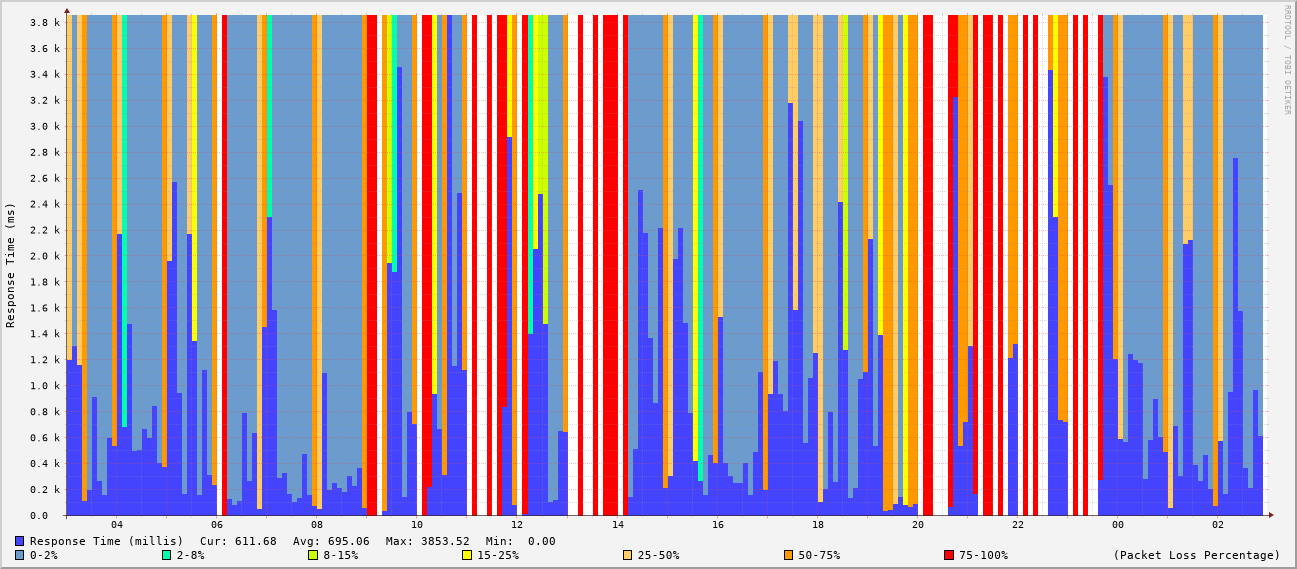 RRDTOOL / TOBI OETIKER
Response Time (ms)
3.8 k
3.6 k
3.4 k
3.2 k
3.0 k
2.8 k
2.6 k
2.4 k
2.2 k
2.0 k
1.8 k
1.6 k
1.4 k
1.2 k
1.0 k
0.8 k
0.6 k
0.4 k
0.2 k
0.0
04 06 08 10 12 14 16 18 20 22 00 02
Response Time (millis) Cur: 611.68 Avg: 695.06 Max: 3853.52 Min: 0.00
0-2% 2-8% 8-15% 15-25% 25-50% 50-75% 75-100% (Packet Loss Percentage)